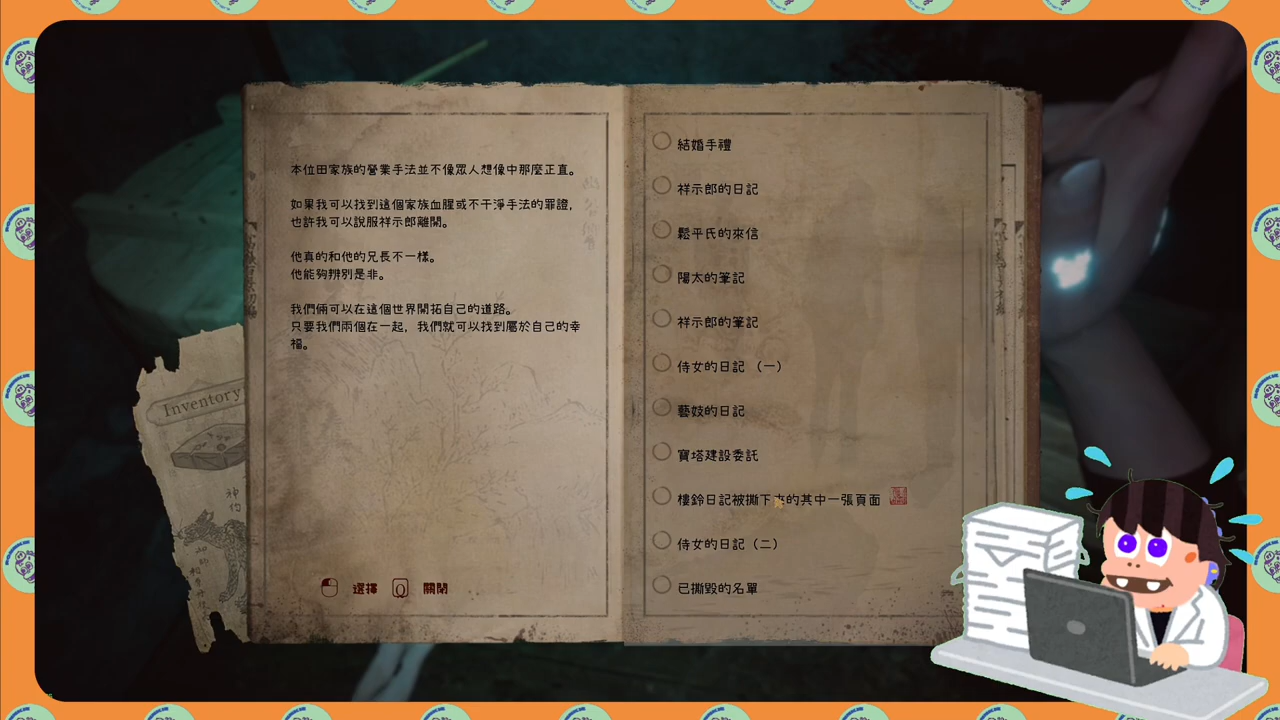 本位田家族的營業手法並不像眾人想像中那麼正直。
如果我可以找到這個家族血腥或不干淨手法的罪證，
也許我可以說服祥示郎離開。
他真的和他的兄長不一樣。
他能夠辨別是非。
我們倆可以在這個世界開拓自己的道路。
只要我們兩個在一起，我們就可以找到屬於自己的幸
福。
選擇 Q 關閉
結婚手禮
祥示郎的日記
鬆平氏的來信
陽太的筆記
祥示郎的筆記
侍女的日記（一）
藝妓的日記
寶塔建設委託
樓鈴日記被撕下來的其中一張頁面
侍女的日記（二）
已撕毀的名單
Inventory